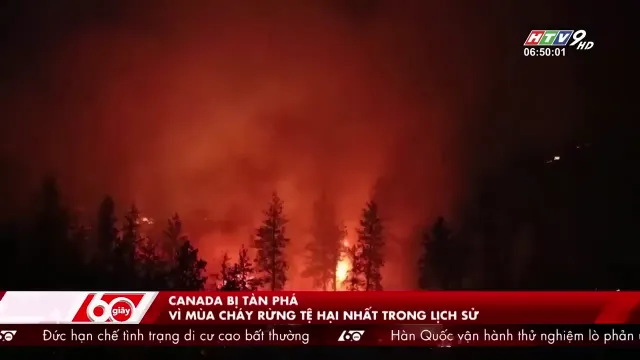 HTV9 HD
06:50:01
CANADA BỊ TÀN PHÁ
60 giây
VÌ MÙA CHÁY RỪNG TỆ HẠI NHẤT TRONG LỊCH SỬ
Đức hạn chế tình trạng di cư bất thường 60 Hàn Quốc vận hành thử nghiệm lò phản